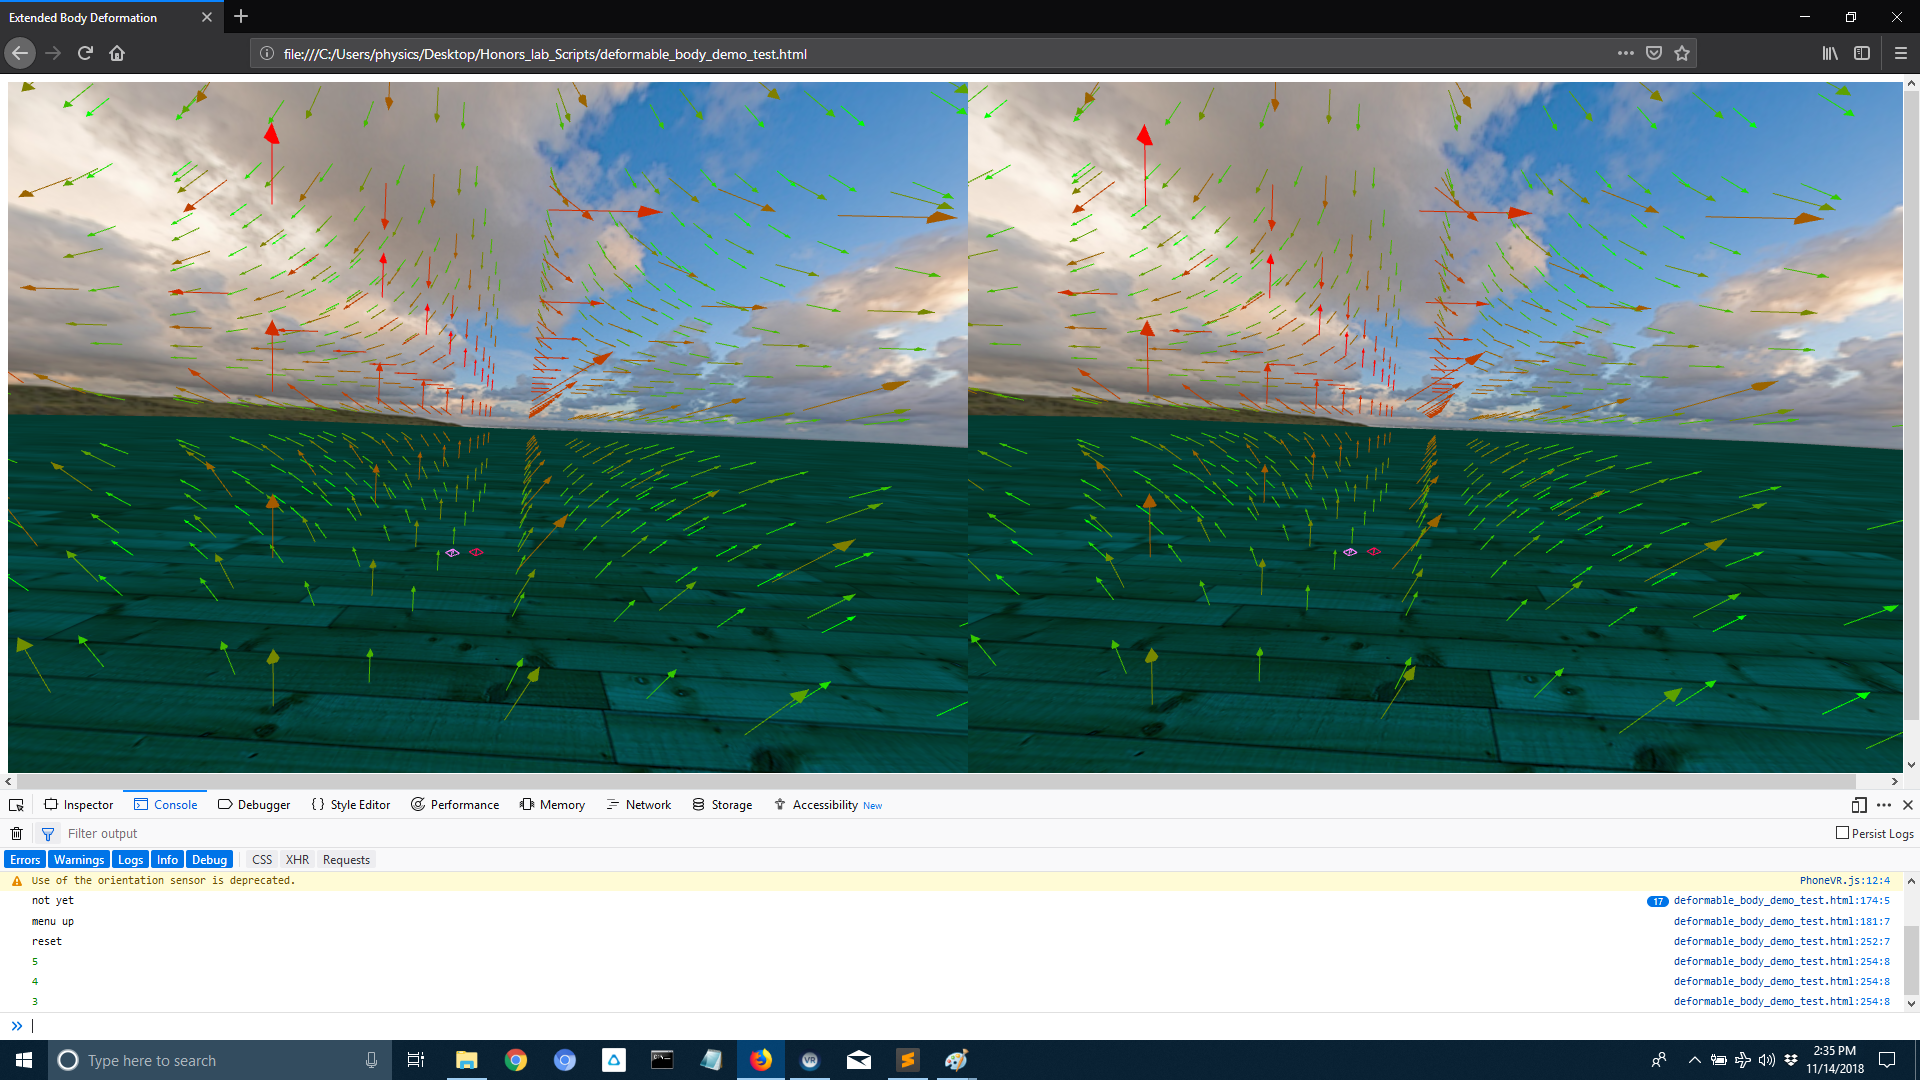 Extended Body Deformation
file:///C:/Users/physics/Desktop/Honors_lab_Scripts/deformable_body_demo_test.html
Inspector Console Debugger Style Editor Performance Memory Network Storage Accessibility New
Filter output Persist Logs
Errors Warnings Logs Info Debug CSS XHR Requests
Use of the orientation sensor is deprecated. PhoneVR.js:12:4
not yet 17 deformable_body_demo_test.html:174:5
menu up deformable_body_demo_test.html:181:7
reset deformable_body_demo_test.html:252:7
5 deformable_body_demo_test.html:254:8
4 deformable_body_demo_test.html:254:8
3 deformable_body_demo_test.html:254:8
Type here to search VR 2:35 PM
11/14/2018